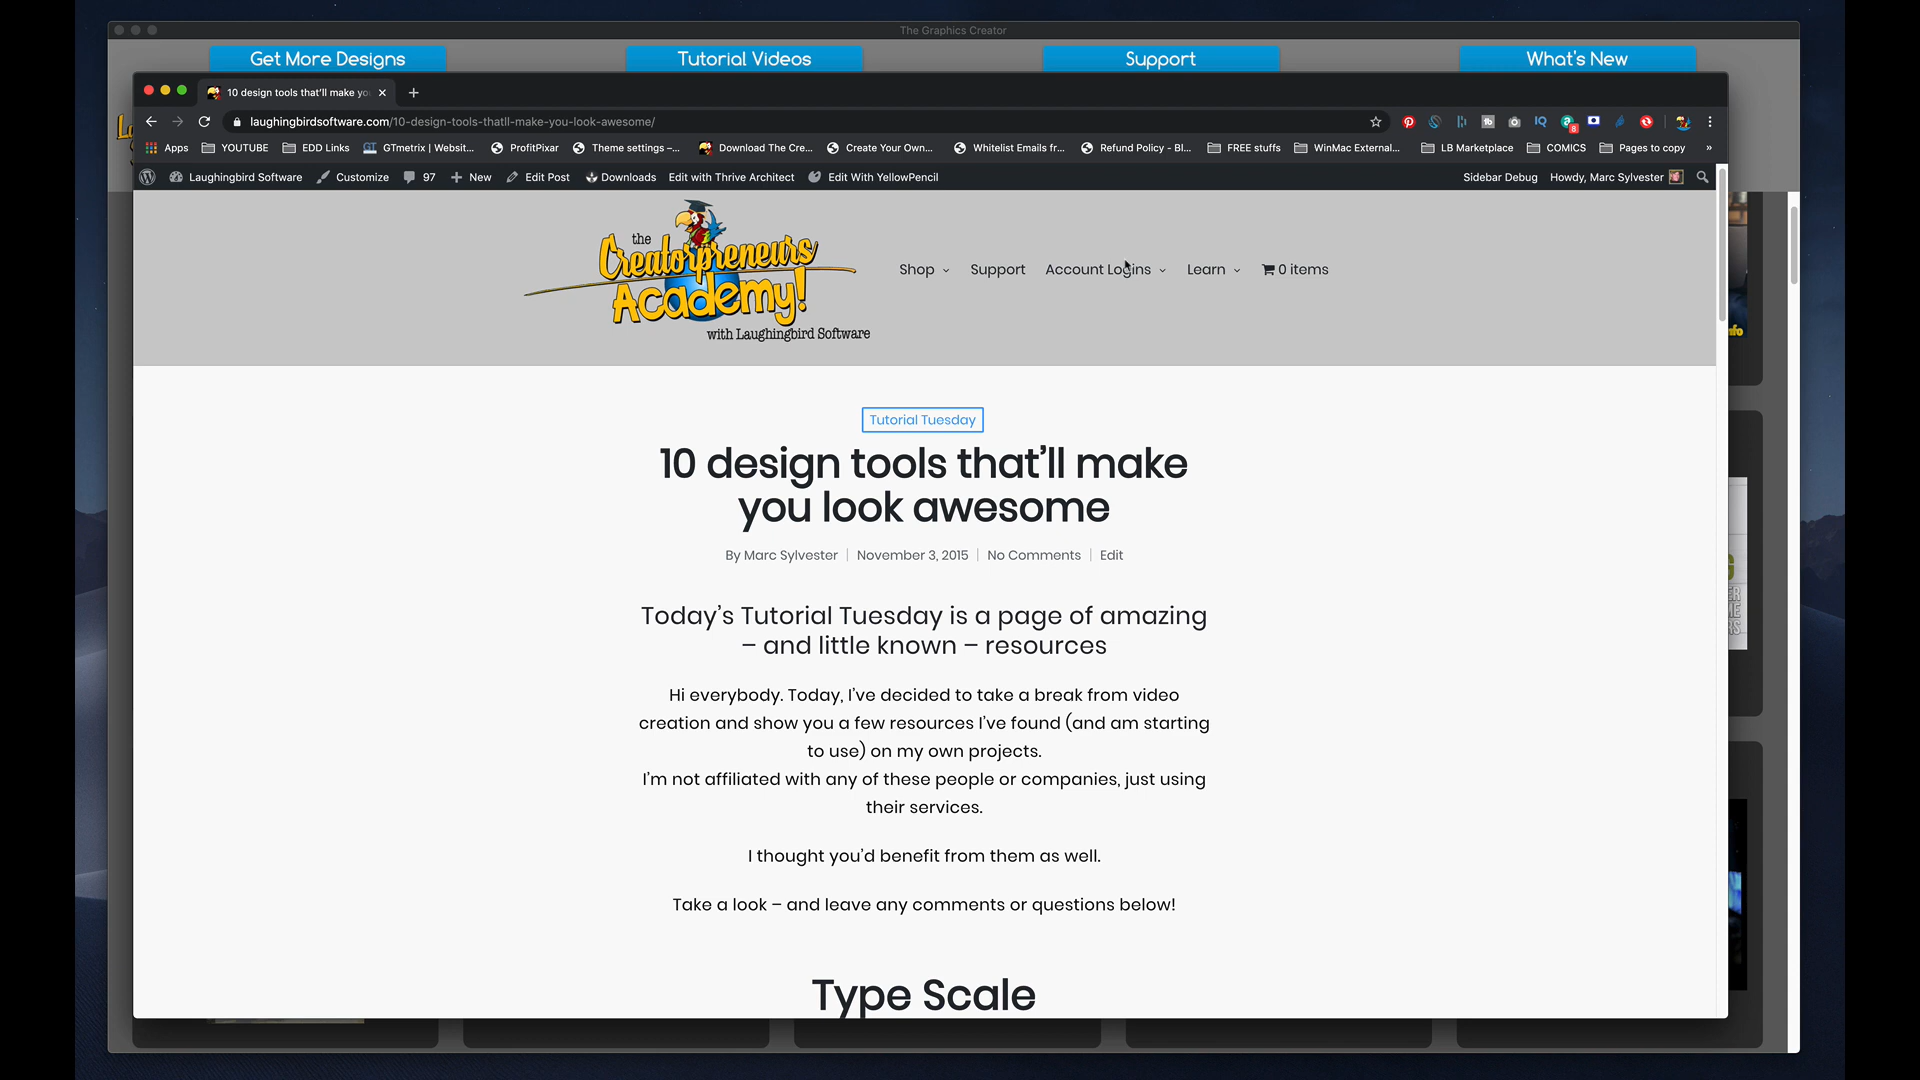 The Graphics Creator
Get More Designs
Tutorial Videos
Support
What's New
10 design tools that'll make yo
laughingbirdsoftware.com/10-design-tools-thatll-make-you-look-awesome/
Apps
YOUTUBE
EDD Links
GTmetrix | Websit...
ProfitPixar
Theme settings –...
Download The Cre...
Create Your Own...
Whitelist Emails fr...
Refund Policy - Bl...
FREE stuffs
WinMac External...
LB Marketplace
COMICS
Pages to copy
»
Laughingbird Software
Customize
97
New
Edit Post
Downloads
Edit with Thrive Architect
Edit With YellowPencil
Sidebar Debug
Howdy, Marc Sylvester
the
Creatorpreneurs
Academy!
with Laughingbird Software
Shop
Support
Account Logins
Learn
0 items
Tutorial Tuesday
10 design tools that'll make
you look awesome
By Marc Sylvester
November 3, 2015
No Comments
Edit
Today's Tutorial Tuesday is a page of amazing
– and little known – resources
Hi everybody. Today, I've decided to take a break from video
creation and show you a few resources I've found (and am starting
to use) on my own projects.
I'm not affiliated with any of these people or companies, just using
their services.
I thought you'd benefit from them as well.
Take a look – and leave any comments or questions below!
Type Scale